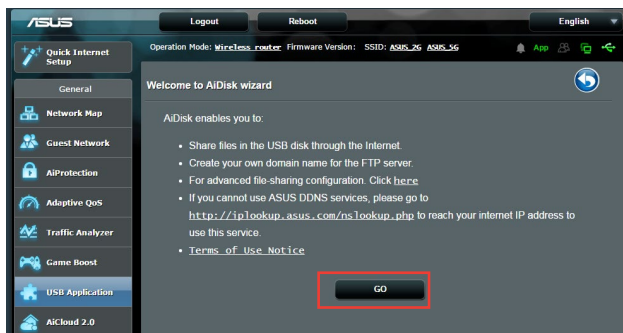 ASUS
Logout
Reboot
English
Quick Internet
Setup
Operation Mode: Wireless router Firmware Version: SSID: ASUS_2G ASUS_5G
App
General
Welcome to AiDisk wizard
Network Map
AiDisk enables you to:
Guest Network
• Share files in the USB disk through the Internet.
• Create your own domain name for the FTP server.
AiProtection
• For advanced file-sharing configuration. Click here
• If you cannot use ASUS DDNS services, please go to
Adaptive QoS
http://iplookup.asus.com/nslookup.php to reach your internet IP address to
use this service.
Traffic Analyzer
• Terms of Use Notice
Game Boost
USB Application
GO
AiCloud 2.0